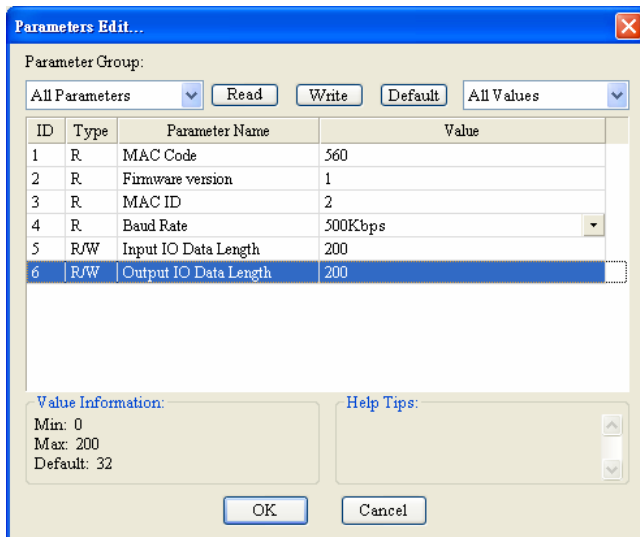 Parameters Edit...
Parameter Group:
All Parameters Read Write Default All Values
ID Type Parameter Name Value
1 R MAC Code 560
2 R Firmware version 1
3 R MAC ID 2
4 R Baud Rate 500Kbps
5 R/W Input IO Data Length 200
6 R/W Output IO Data Length 200
Value Information:
Min: 0
Max: 200
Default: 32
Help Tips:
OK Cancel